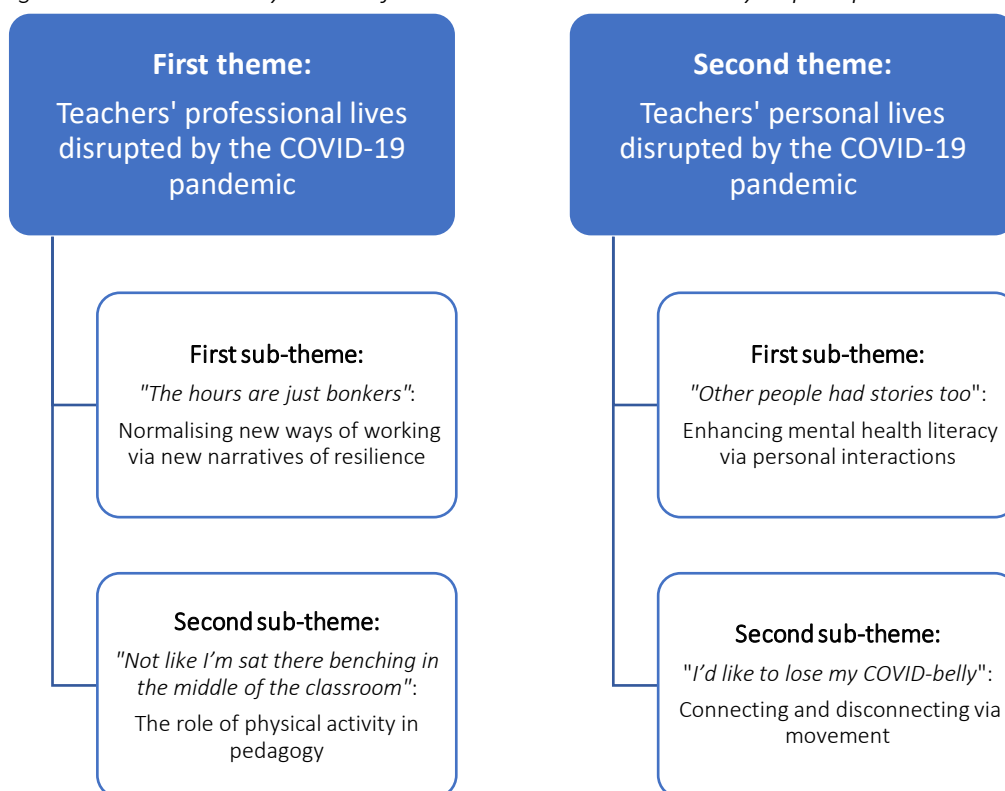 First theme:
Teachers' professional lives
disrupted by the COVID-19
pandemic
First sub-theme:
"The hours are just bonkers":
Normalising new ways of working
via new narratives of resilience
Second sub-theme:
"Not like I'm sat there benching in
the middle of the classroom":
The role of physical activity in
pedagogy
Second theme:
Teachers' personal lives
disrupted by the COVID-19
pandemic
First sub-theme:
"Other people had stories too":
Enhancing mental health literacy
via personal interactions
Second sub-theme:
"I'd like to lose my COVID-belly":
Connecting and disconnecting via
movement